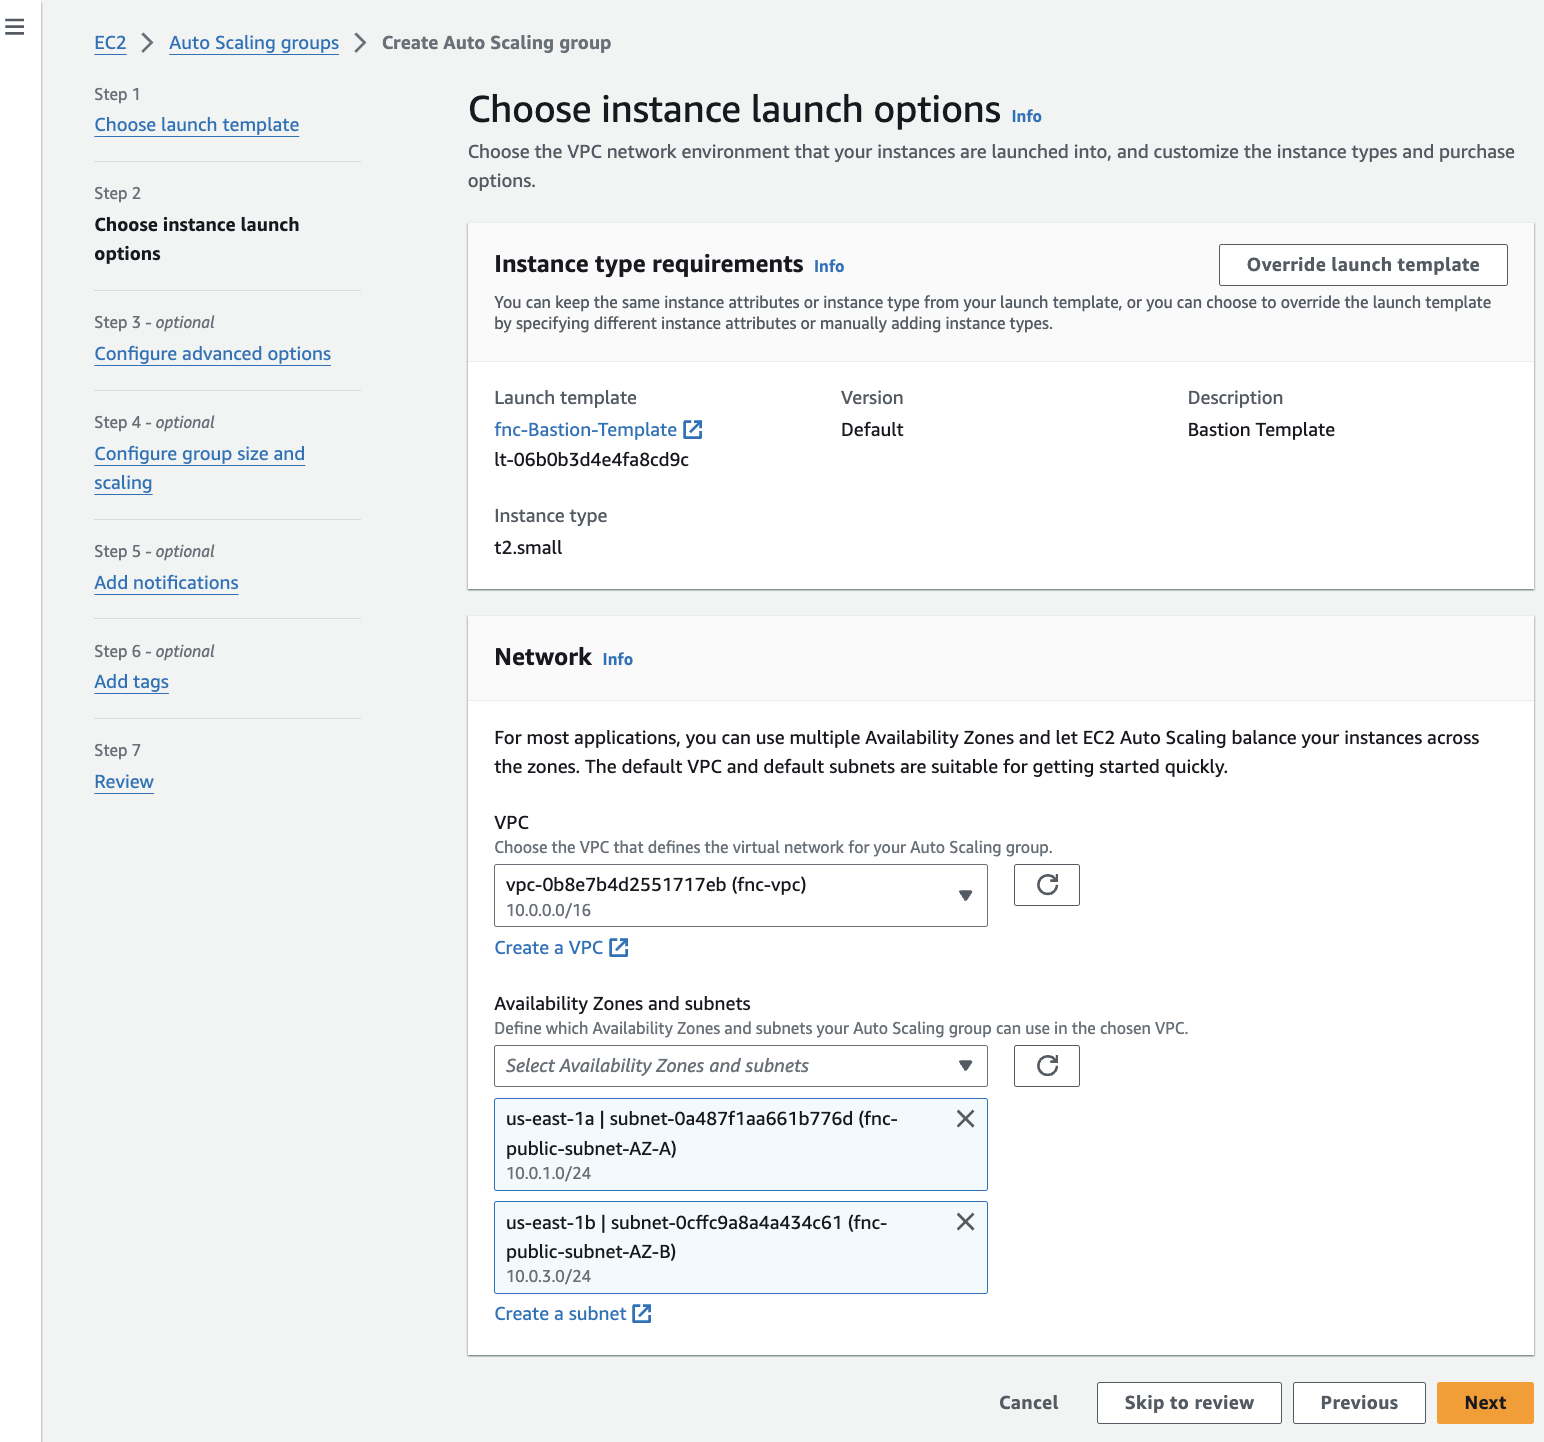 EC2 > Auto Scaling groups > Create Auto Scaling group
Step 1
Choose launch template
Step 2
Choose instance launch
options
Step 3 - optional
Configure advanced options
Step 4 - optional
Configure group size and
scaling
Step 5 - optional
Add notifications
Step 6 - optional
Add tags
Step 7
Review
Choose instance launch options Info
Choose the VPC network environment that your instances are launched into, and customize the instance types and purchase
options.
Instance type requirements Info
Override launch template
You can keep the same instance attributes or instance type from your launch template, or you can choose to override the launch template
by specifying different instance attributes or manually adding instance types.
Launch template
fnc-Bastion-Template
lt-06b0b3d4e4fa8cd9c
Version
Default
Description
Bastion Template
Instance type
t2.small
Network Info
For most applications, you can use multiple Availability Zones and let EC2 Auto Scaling balance your instances across
the zones. The default VPC and default subnets are suitable for getting started quickly.
VPC
Choose the VPC that defines the virtual network for your Auto Scaling group.
vpc-0b8e7b4d2551717eb (fnc-vpc)
10.0.0.0/16
Create a VPC
Availability Zones and subnets
Define which Availability Zones and subnets your Auto Scaling group can use in the chosen VPC.
Select Availability Zones and subnets
us-east-1a | subnet-0a487f1aa661b776d (fnc-
public-subnet-AZ-A)
10.0.1.0/24
us-east-1b | subnet-0cffc9a8a4a434c61 (fnc-
public-subnet-AZ-B)
10.0.3.0/24
Create a subnet
Cancel
Skip to review
Previous
Next